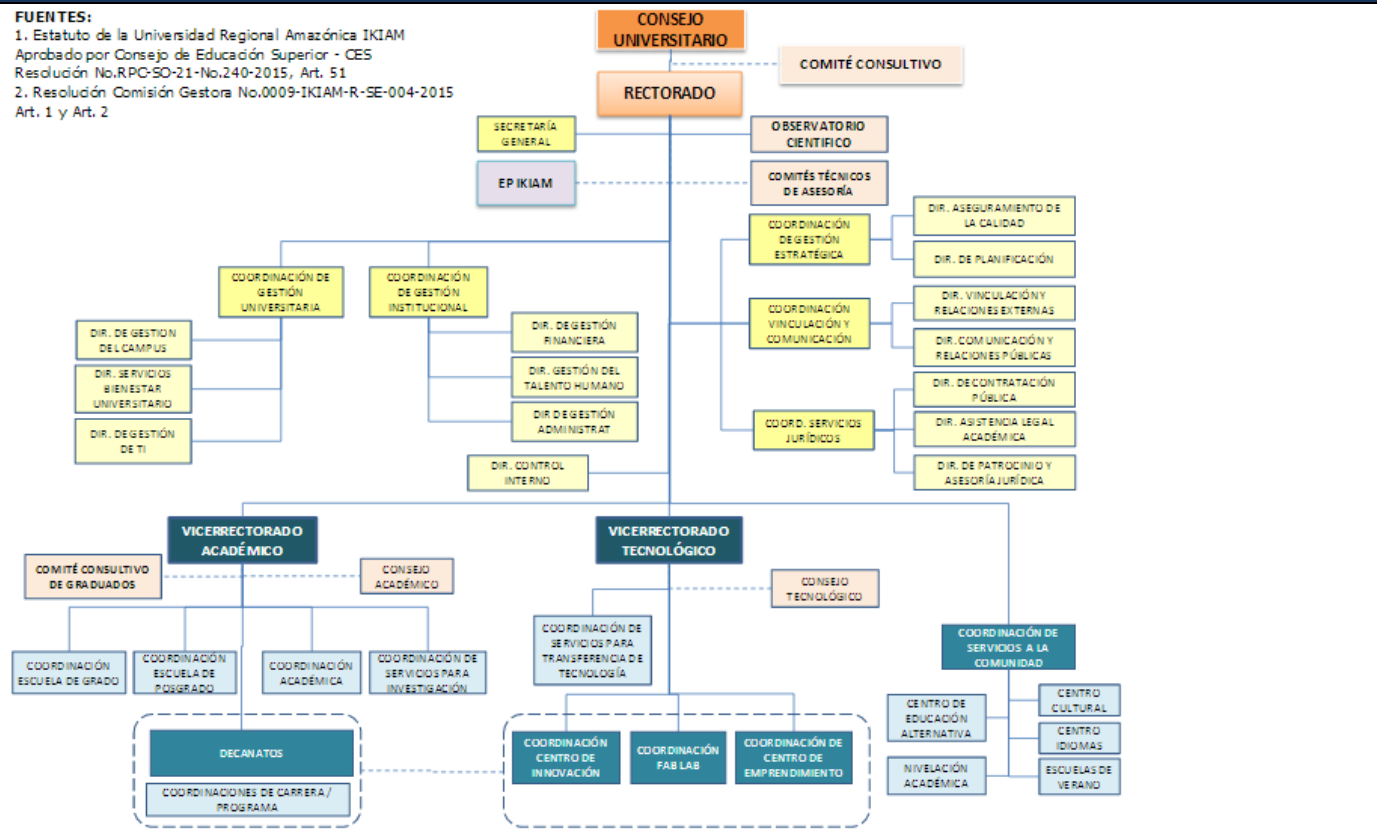 FUENTES:
1. Estatuto de la Universidad Regional Amazónica IKIAM
Aprobado por Consejo de Educación Superior - CES
Resolución No.RPC-SO-21-No.240-2015, Art. 51
2. Resolución Comisión Gestora No.0009-IKIAM-R-SE-004-2015
Art. 1 y Art. 2
CONSEJO
UNIVERSITARIO
COMITÉ CONSULTIVO
RECTORADO
SECRETARÍA
GENERAL
OBSERVATORIO
CIENTIFICO
EP IKIAM
COMITÉS TÉCNICOS
DE ASESORÍA
COORDINACIÓN DE
GESTIÓN
UNIVERSITARIA
COORDINACIÓN
DE GESTIÓN
INSTITUCIONAL
COORDINACIÓN
DE GESTIÓN
ESTRATÉGICA
DIR. ASEGURAMIENTO DE
LA CALIDAD
DIR. DE PLANIFICACIÓN
DIR. DE GESTION
DEL CAMPUS
DIR. SERVICIOS
BIENESTAR
UNIVERSITARIO
DIR. DE GESTIÓN
DE TI
DIR. DE GESTIÓN
FINANCIERA
DIR. GESTIÓN DEL
TALENTO HUMANO
DIR DE GESTIÓN
ADMINISTRAT
COORDINACIÓN
VINCULACIÓN Y
COMUNICACIÓN
DIR. VINCULACIÓN Y
RELACIONES EXTERNAS
DIR. COMUNICACIÓN Y
RELACIONES PÚBLICAS
COORD. SERVICIOS
JURÍDICOS
DIR. DE CONTRATACIÓN
PÚBLICA
DIR. ASISTENCIA LEGAL
ACADÉMICA
DIR. DE PATROCINIO Y
ASESORÍA JURÍDICA
DIR. CONTROL
INTERNO
VICERRECTORADO
ACADÉMICO
VICERRECTORADO
TECNOLÓGICO
COMITÉ CONSULTIVO
DE GRADUADOS
CONSEJO
ACADÉMICO
CONSEJO
TECNOLÓGICO
COORDINACIÓN
ESCUELA DE GRADO
COORDINACIÓN
ESCUELA DE
POSGRADO
COORDINACIÓN
ACADÉMICA
COORDINACIÓN DE
SERVICIOS PARA
INVESTIGACIÓN
COORDINACIÓN DE
SERVICIOS PARA
TRANSFERENCIA DE
TECNOLOGÍA
COORDINACIÓN DE
SERVICIOS A LA
COMUNIDAD
DECANATOS
COORDINACIONES DE CARRERA /
PROGRAMA
COORDINACIÓN
CENTRO DE
INNOVACIÓN
COORDINACIÓN
FAB LAB
COORDINACIÓN DE
CENTRO DE
EMPRENDIMIENTO
CENTRO DE
EDUCACIÓN
ALTERNATIVA
CENTRO
CULTURAL
CENTRO
IDIOMAS
NIVELACIÓN
ACADÉMICA
ESCUELAS DE
VERANO